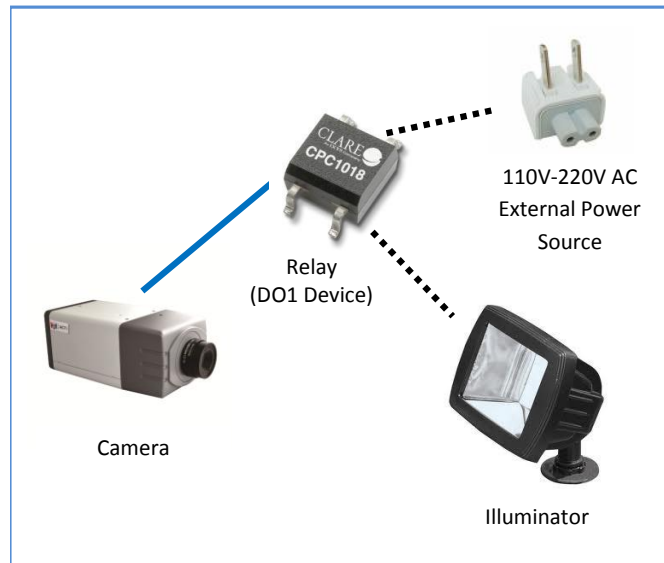 CLARE
CPC1018
110V-220V AC
External Power
Source
Relay
(DO1 Device)
Camera
Illuminator